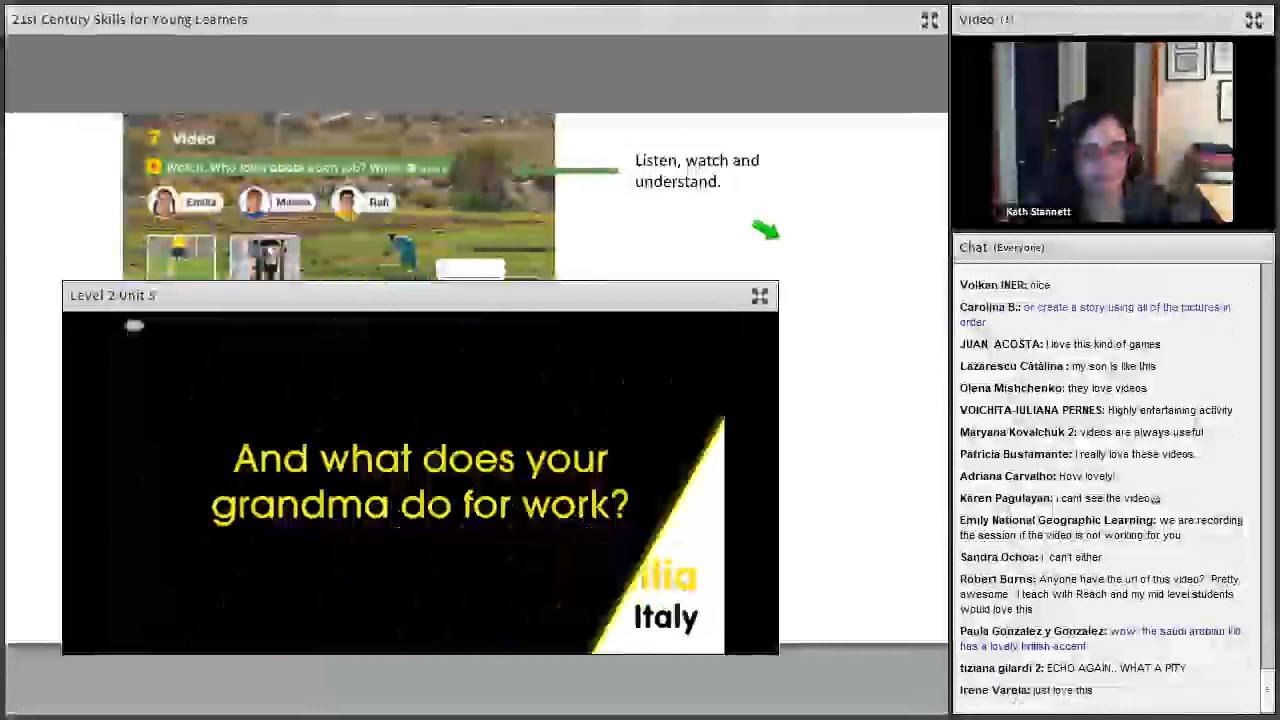 21st Century Skills for Young Learners
7 Video
Watch. Who
Emilia
Rafi
Listen, watch and
understand.
Level 2 Unit 5
And what does your
grandma do for work?
Italy
Video
Kath Stannett
Chat (Everyone)
Volkan INER: nice
Carolina B.: or create a story using all of the pictures in
order
JUAN ACOSTA: I love this kind of games
Lazarescu Cătălina : my son is like this
Olena Mishchenko: they love videos
VOICHITA-IULIANA PERNES: Highly entertaining activity
Maryana Kovalchuk 2: videos are always useful
Patricia Bustamante: I really love these videos.
Adriana Carvalho: How lovely!
Karen Pagulayan: i cant see the video
Emily National Geographic Learning: we are recording
the session if the video is not working for you
Sandra Ochoa: I can't either
Robert Burns: Anyone have the url of this video? Pretty
awesome I teach with Reach and my mid level students
would love this
Paula Gonzalez y Gonzalez: wow! the saudi arabian kid
has a lovely british accent
tiziana gilardi 2: ECHO AGAIN.. WHAT A PITY
Irene Varela: just love this